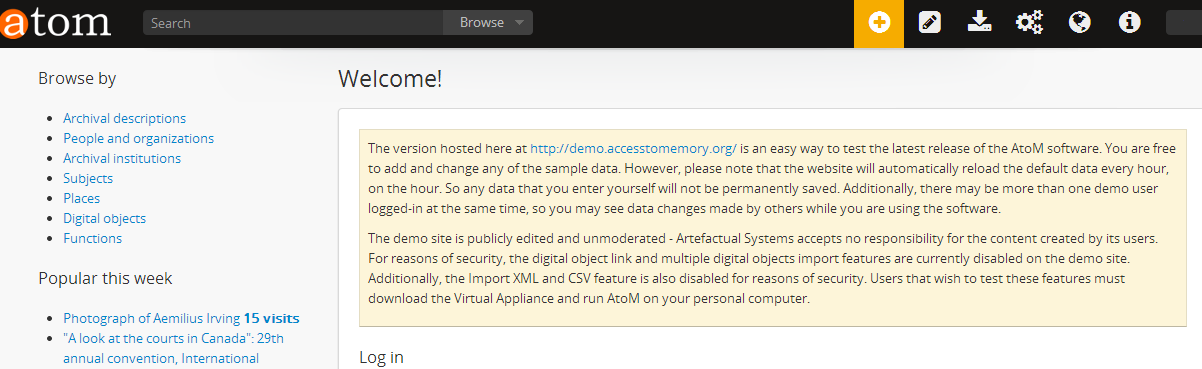 atom
Search
Browse
Browse by
Archival descriptions
People and organizations
Archival institutions
Subjects
Places
Digital objects
Functions
Popular this week
Photograph of Aemilius Irving 15 visits
"A look at the courts in Canada": 29th
annual convention, International
Welcome!
The version hosted here at http://demo.accesstomemory.org/ is an easy way to test the latest release of the AtoM software. You are free
to add and change any of the sample data. However, please note that the website will automatically reload the default data every hour,
on the hour. So any data that you enter yourself will not be permanently saved. Additionally, there may be more than one demo user
logged-in at the same time, so you may see data changes made by others while you are using the software.
The demo site is publicly edited and unmoderated - Artefactual Systems accepts no responsibility for the content created by its users.
For reasons of security, the digital object link and multiple digital objects import features are currently disabled on the demo site.
Additionally, the Import XML and CSV feature is also disabled for reasons of security. Users that wish to test these features must
download the Virtual Appliance and run AtoM on your personal computer.
Log in